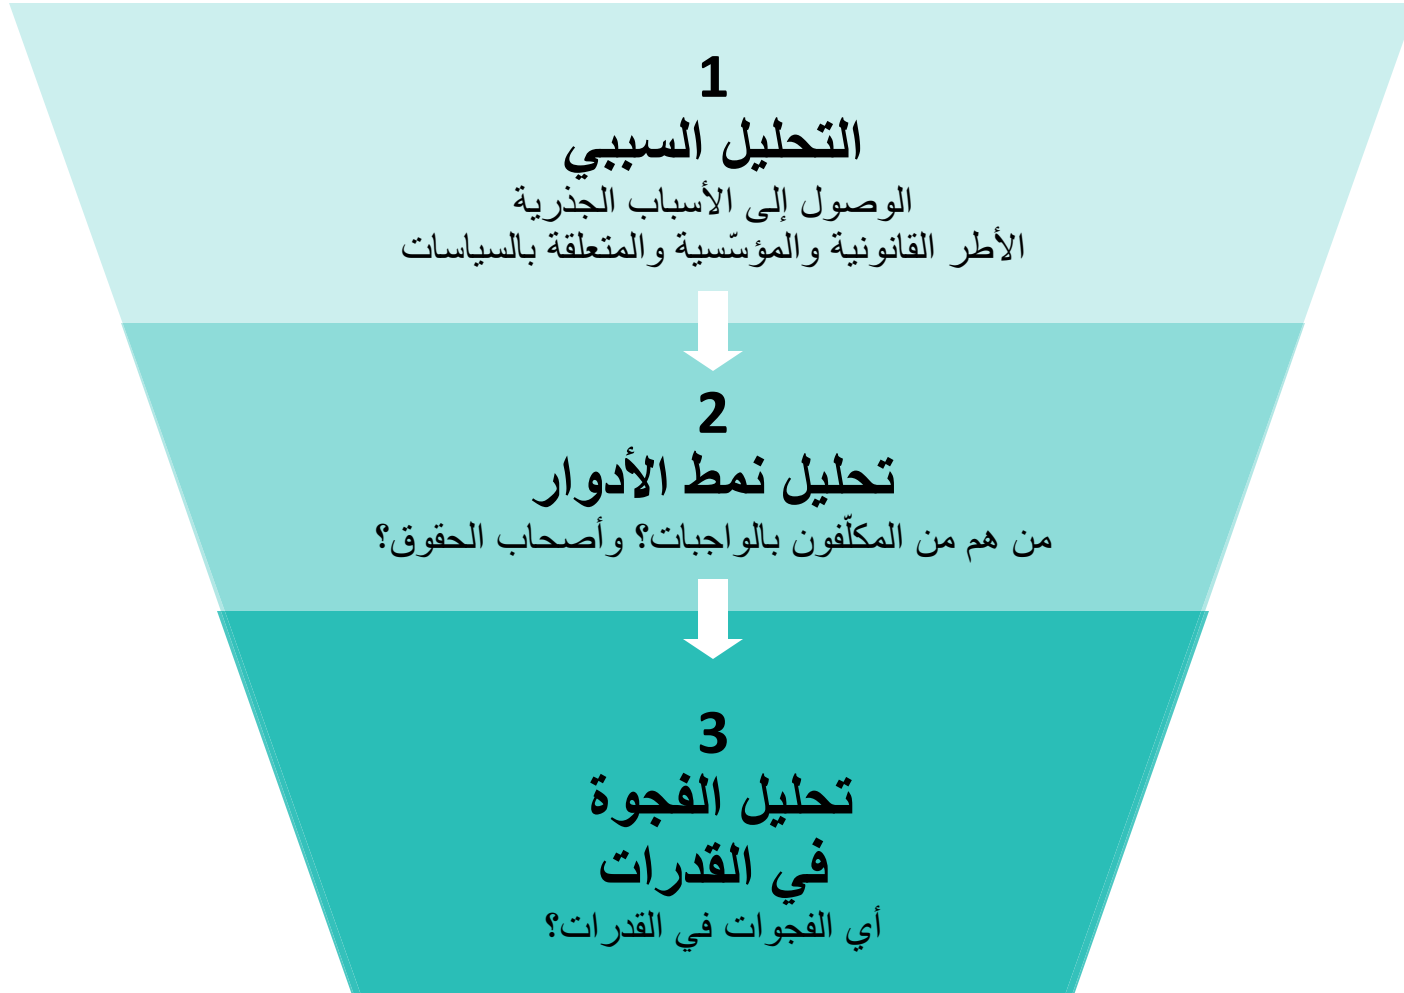 1
التحليل السببي
الوصول إلى الأسباب الجذرية
الأطر القانونية والمؤسّسية والمتعلقة بالسياسات
2
تحليل نمط الأدوار
من هم من المكلّفون بالواجبات؟ وأصحاب الحقوق؟
3
تحليل الفجوة
في القدرات
أي الفجوات في القدرات؟